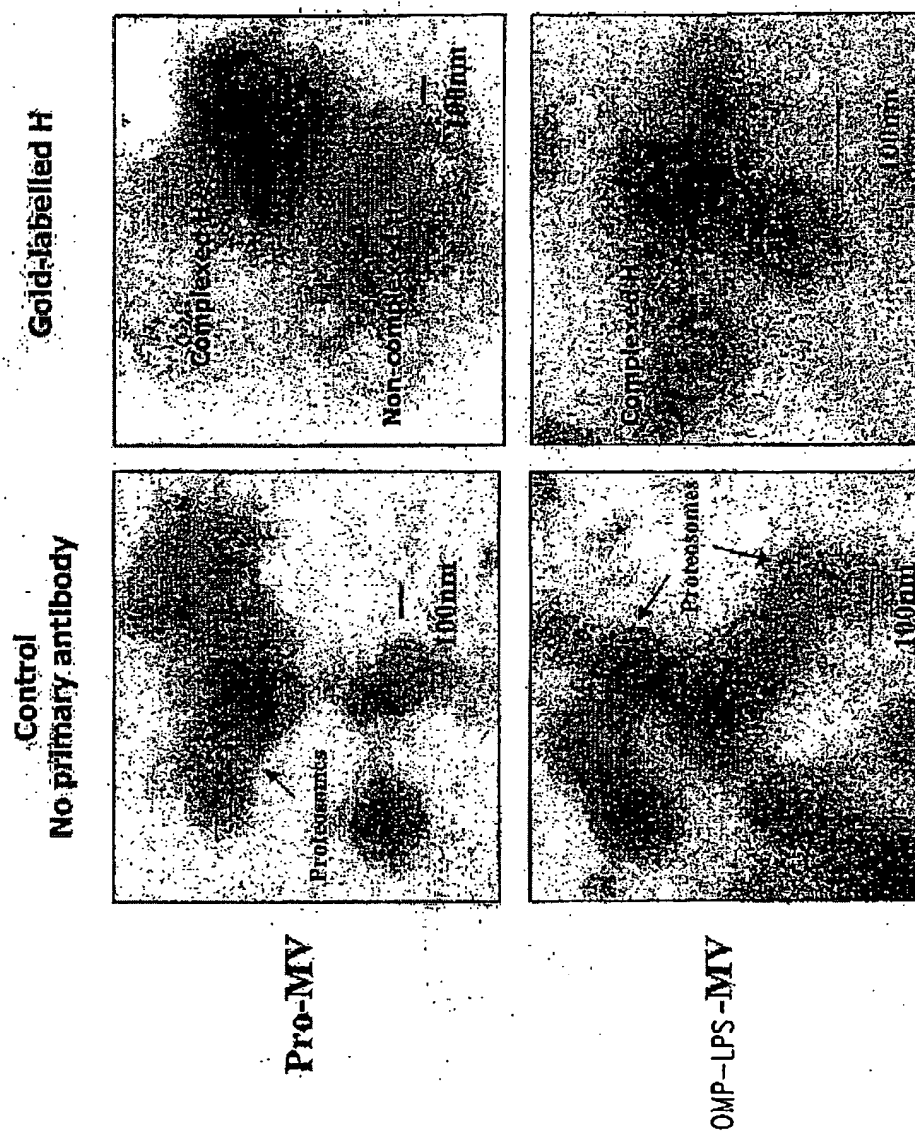 Control
No primary antibody
Gold-labelled H
Pro-MV
Proteosomes
100nm
Complexed H
Non-complexed H
100nm
OMP-LPS-MV
Proteosomes
100nm
Complexed H
100nm